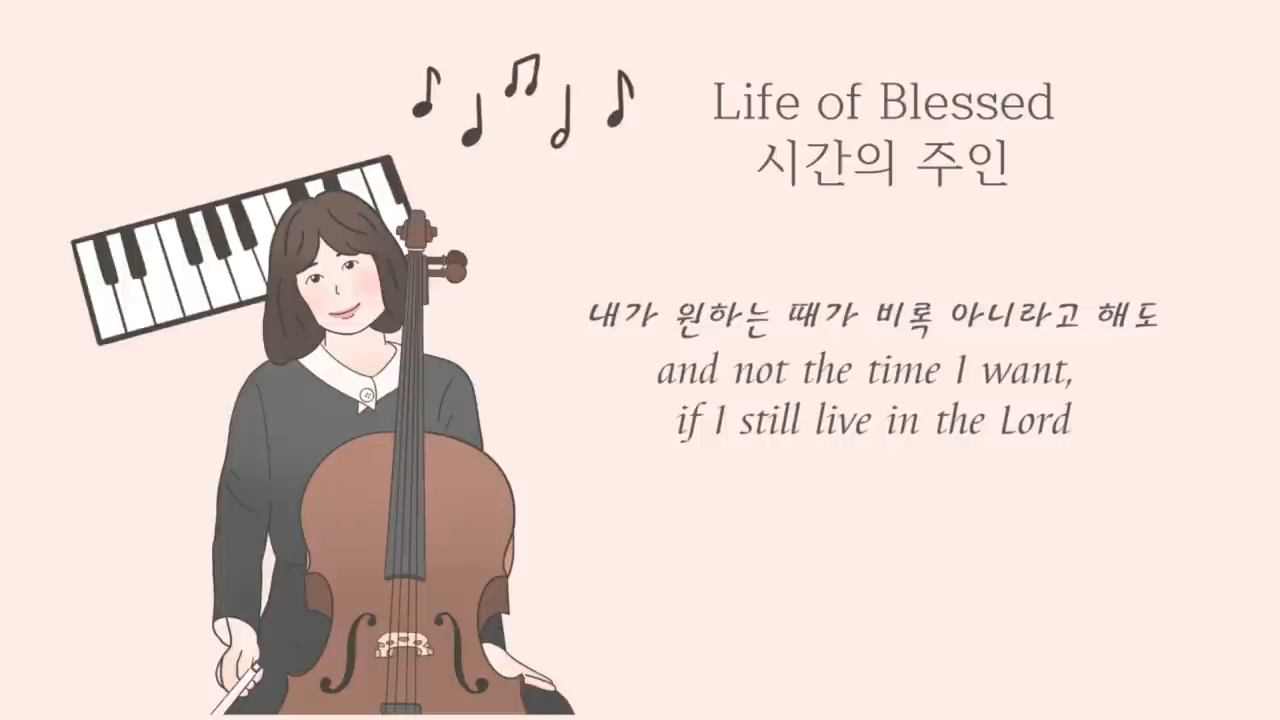 Life of Blessed
시간의 주인
내가 원하는 때가 비록 아니라고 해도
and not the time I want,
if I still live in the Lord